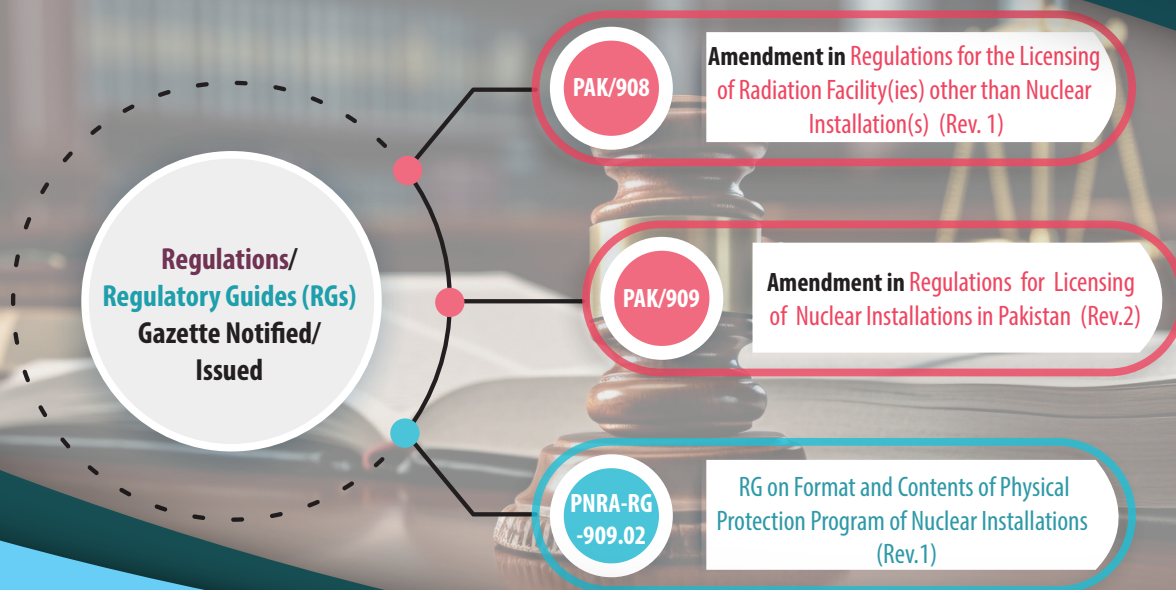 Regulations/
Regulatory Guides (RGs)
Gazette Notified/
Issued
PAK/908
Amendment in Regulations for the Licensing
of Radiation Facility(ies) other than Nuclear
Installation(s) (Rev. 1)
PAK/909
Amendment in Regulations for Licensing
of Nuclear Installations in Pakistan (Rev.2)
PNRA-RG
-909.02
RG on Format and Contents of Physical
Protection Program of Nuclear Installations
(Rev.1)